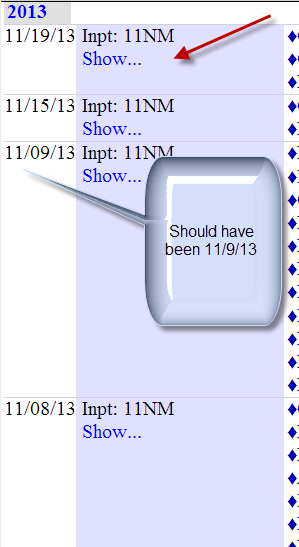 2013
11/19/13 Inpt: 11NM
Show...
11/15/13 Inpt: 11NM
Show...
11/09/13 Inpt: 11NM
Show...
Should have
been 11/9/13
11/08/13 Inpt: 11NM
Show...